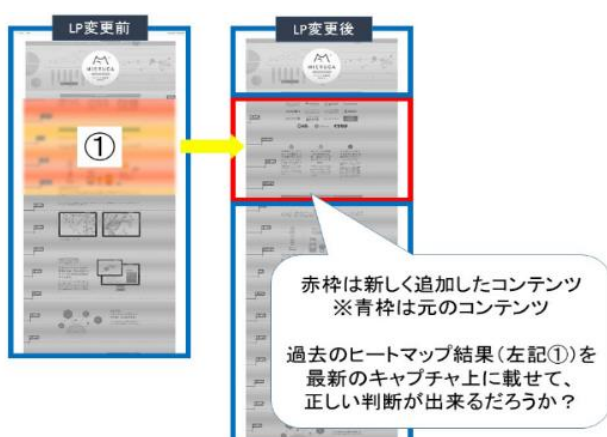 LP変更前
LP変更後
MIERUCA
MIERUCA
①
赤枠は新しく追加したコンテンツ
※青枠は元のコンテンツ
過去のヒートマップ結果(左記①)を
最新のキャプチャ上に載せて、
正しい判断が出来るだろうか?